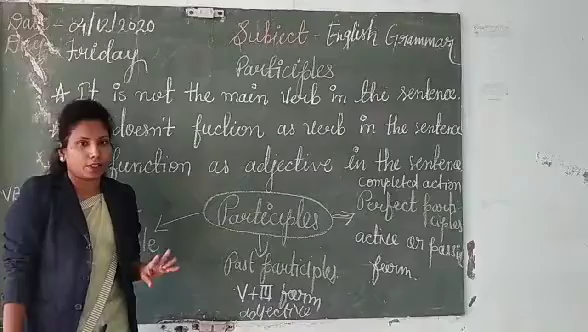 Date - 04/12/2020
Day - Friday
Subject - English Grammar
Participles
It is not the main verb in the sentence.
doesn't fuction as verb in the sentence
function as adjective in the sentence
Participles
completed action
Perfect parti-
ciples
active or passive
form.
Past participles.
V+III form
adjective